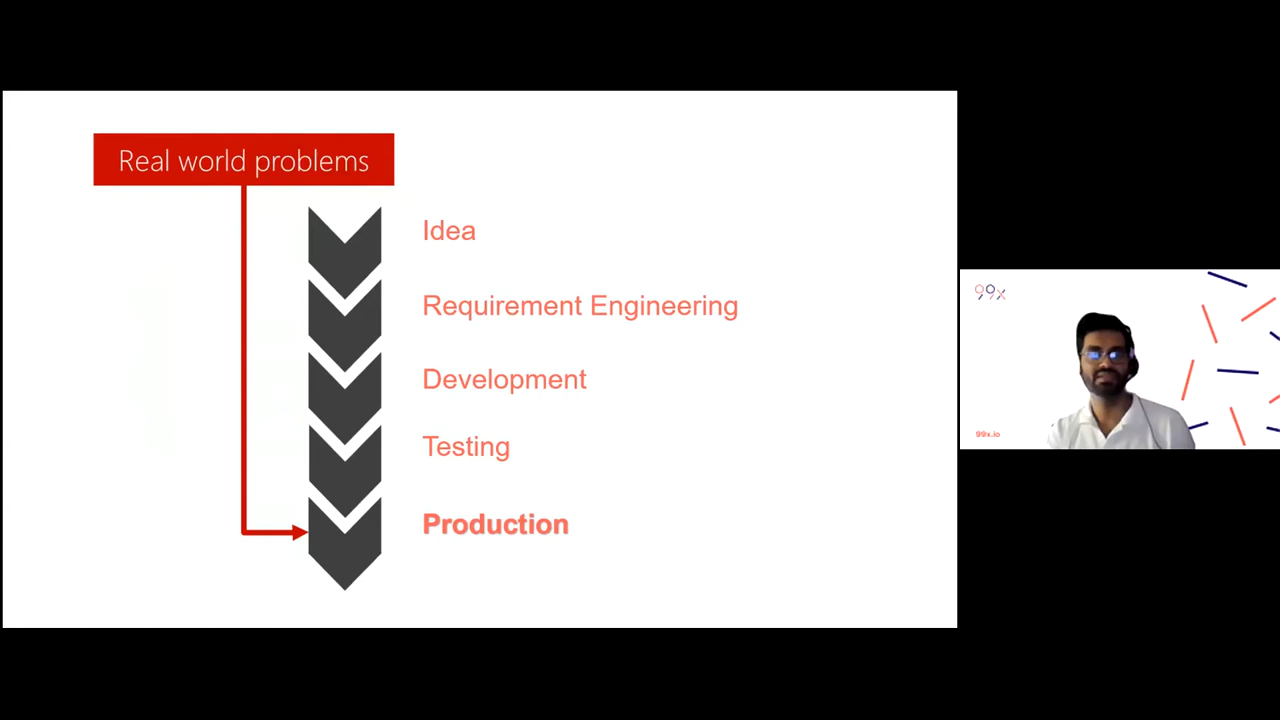 Real world problems
Idea
Requirement Engineering
Development
Testing
Production
99x
99x.io